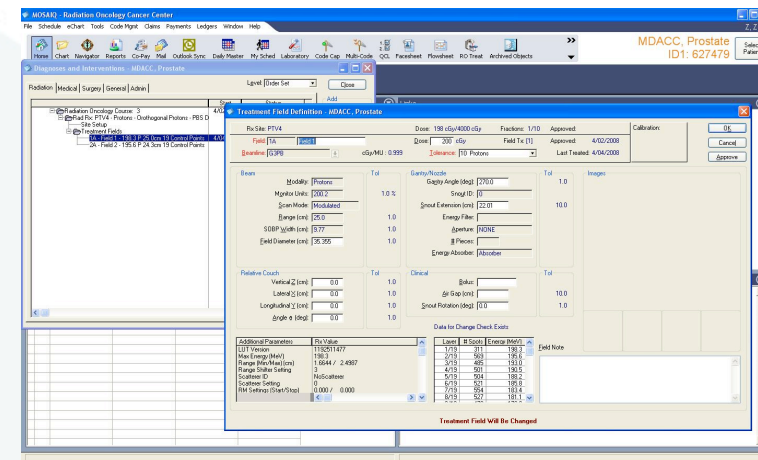 MOSAIQ - Radiation Oncology Cancer Center
File Schedule eChart Tools Code Mgmt Claims Payments Ledgers Window Help
Z, Z
Home Chart Navigator Reports Co-Pay Mail Outlook Sync Daily Master My Sched Laboratory Code Cap Multi-Code QCL Facesheet Flowsheet RO Treat Archived Objects
MDACC, Prostate
ID1: 627479
Selec
Patien
Diagnoses and Interventions - MDACC, Prostate
Radiation Medical Surgery General Admin
Level: Order Set
Close
Start Status
Add
Radiation Oncology Course: 3
4/02
Rad Rx: PTV4 - Protons - Orothogonal Protons - PBS D
Site Setup
Treatment Fields
1A - Field 1 - 198.3 P 25.0cm 19 Control Points
4/04
2A - Field 2 - 195.6 P 24.3cm 19 Control Points
Treatment Field Definition - MDACC, Prostate
Rx Site: PTV4
Dose: 198 cGy/4000 cGy
Fractions: 1/10
Approved:
Calibration:
OK
Field: 1A Field 1
Dose: 200 cGy
Field Tx: [1]
Approved: 4/02/2008
Cancel
Beamline: G3PB
cGy/MU : 0.999
Tolerance: 10 Protons
Last Treated: 4/04/2008
Approve
Beam Tol
Modality: Protons
Monitor Units: 200.2 1.0 %
Scan Mode: Modulated
Range (cm): 25.0 1.0
SOBP Width (cm): 9.77 1.0
Field Diameter (cm): 35.355 1.0
Gantry/Nozzle Tol
Gantry Angle (deg): 270.0 1.0
Snout ID: 0
Snout Extension (cm): 22.01 10.0
Energy Filter:
Aperture: NONE
# Pieces:
Energy Absorber: Absorber
Images
Relative Couch Tol
Vertical Z (cm): 0.0 1.0
Lateral X (cm): 0.0 1.0
Longitudinal Y (cm): 0.0 1.0
Angle e (deg): 0.0 1.0
Clinical Tol
Bolus:
Air Gap (cm): 10.0
Snout Rotation (deg): 0.0 1.0
Data for Change Check Exists
Additional Parameters Rx Value
LUT Version 1192511477
Max Energy (MeV) 198.3
Range (Min/Max) (cm) 1.6644 / 2.4987
Range Shifter Setting 3
Scatterer ID NoScatterer
Scatterer Setting 0
RM Settings (Start/Stop) 0.000 / 0.000
Layer # Spots Energy (MeV)
1/19 311 198.3
2/19 569 195.6
3/19 485 193.0
4/19 501 190.5
5/19 504 188.2
6/19 521 185.8
7/19 554 183.4
8/19 527 181.1
Field Note
Treatment Field Will Be Changed